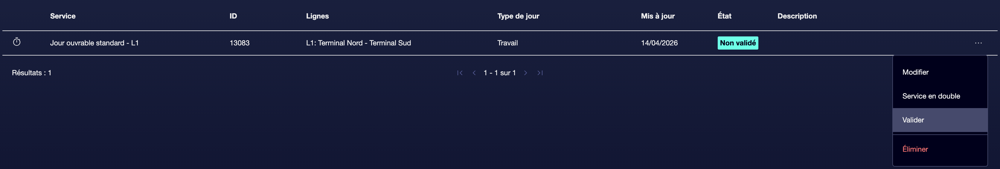 Service ID Lignes Type de jour Mis à jour État Description
Jour ouvrable standard - L1 13083 L1: Terminal Nord - Terminal Sud Travail 14/04/2026 Non validé ...
Résultats : 1 1 - 1 sur 1
Modifier
Service en double
Valider
Éliminer